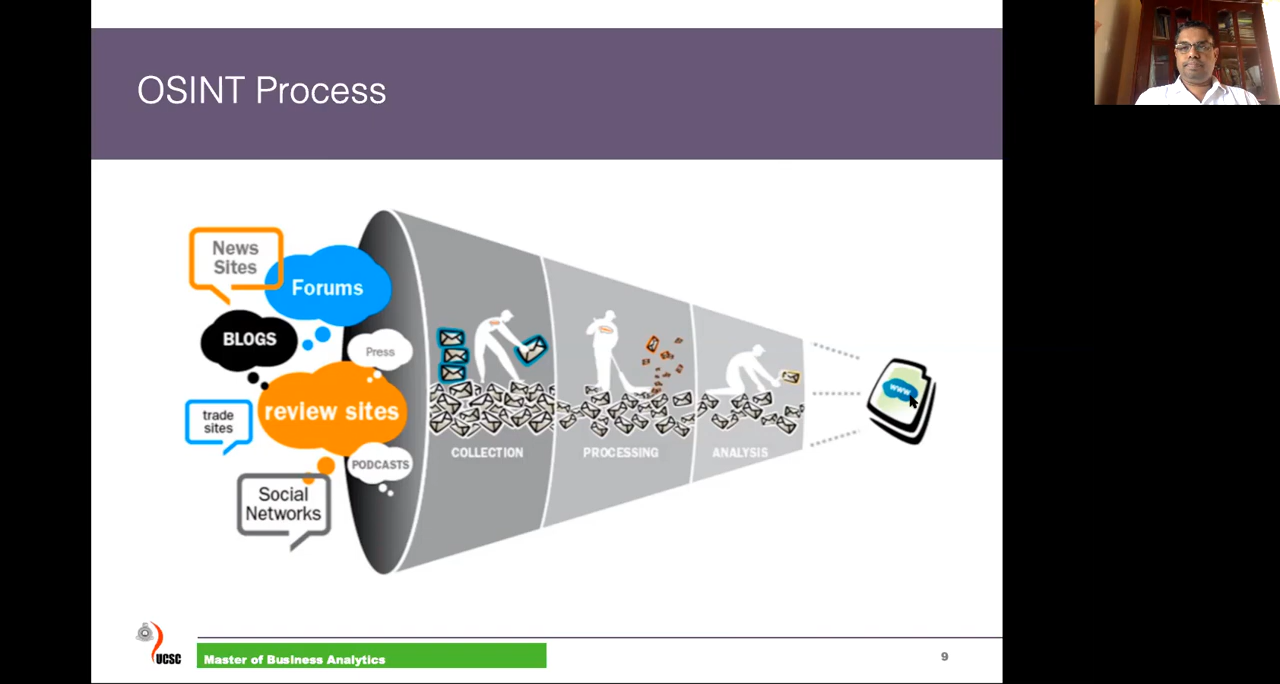 OSINT Process
News
Sites
Forums
BLOGS
Press
review sites
trade
sites
PODCASTS
Social
Networks
COLLECTION
PROCESSING
ANALYSIS
www
UCSC
Master of Business Analytics
9